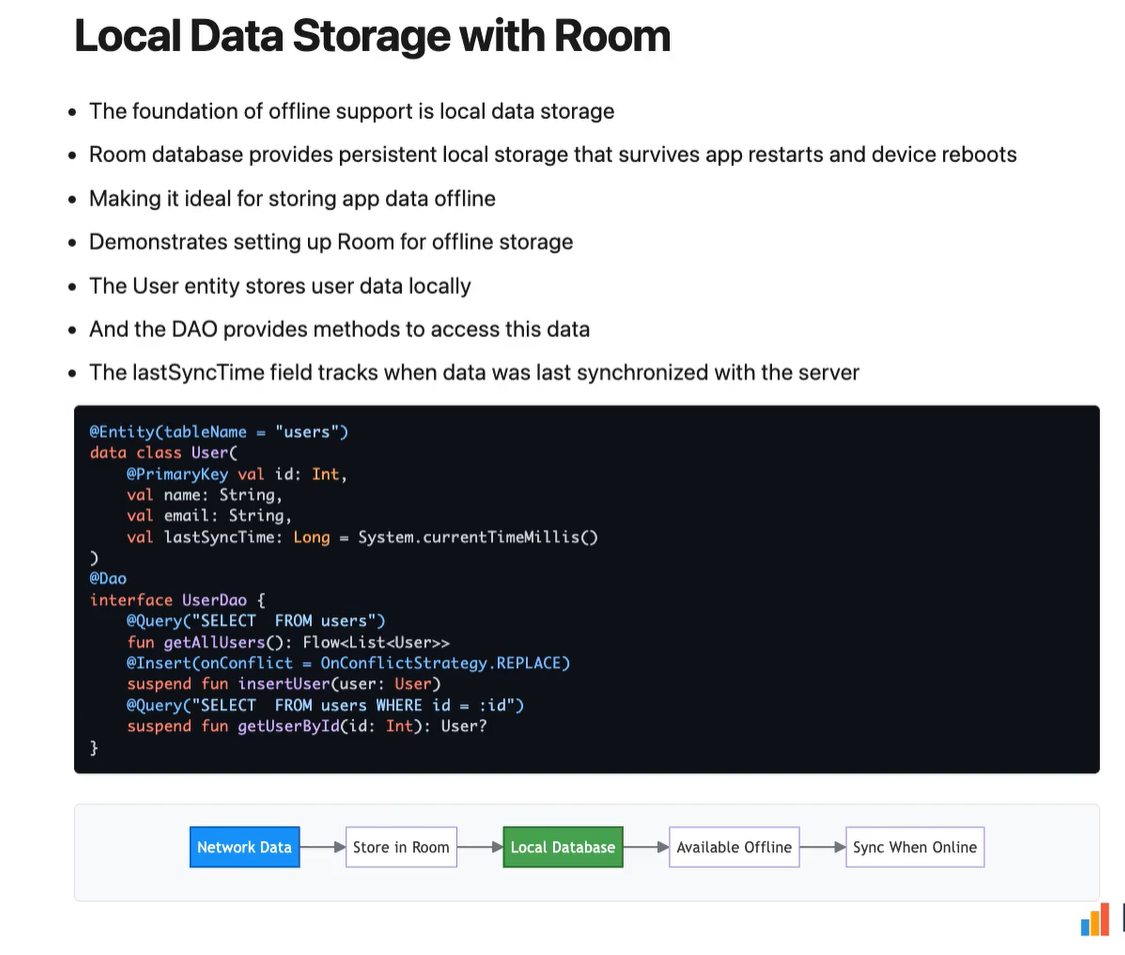 Local Data Storage with Room
• The foundation of offline support is local data storage
• Room database provides persistent local storage that survives app restarts and device reboots
• Making it ideal for storing app data offline
• Demonstrates setting up Room for offline storage
• The User entity stores user data locally
• And the DAO provides methods to access this data
• The lastSyncTime field tracks when data was last synchronized with the server
@Entity(tableName = "users")
data class User(
    @PrimaryKey val id: Int,
    val name: String,
    val email: String,
    val lastSyncTime: Long = System.currentTimeMillis()
)
@Dao
interface UserDao {
    @Query("SELECT  FROM users")
    fun getAllUsers(): Flow<List<User>>
    @Insert(onConflict = OnConflictStrategy.REPLACE)
    suspend fun insertUser(user: User)
    @Query("SELECT  FROM users WHERE id = :id")
    suspend fun getUserById(id: Int): User?
}
Network Data
Store in Room
Local Database
Available Offline
Sync When Online